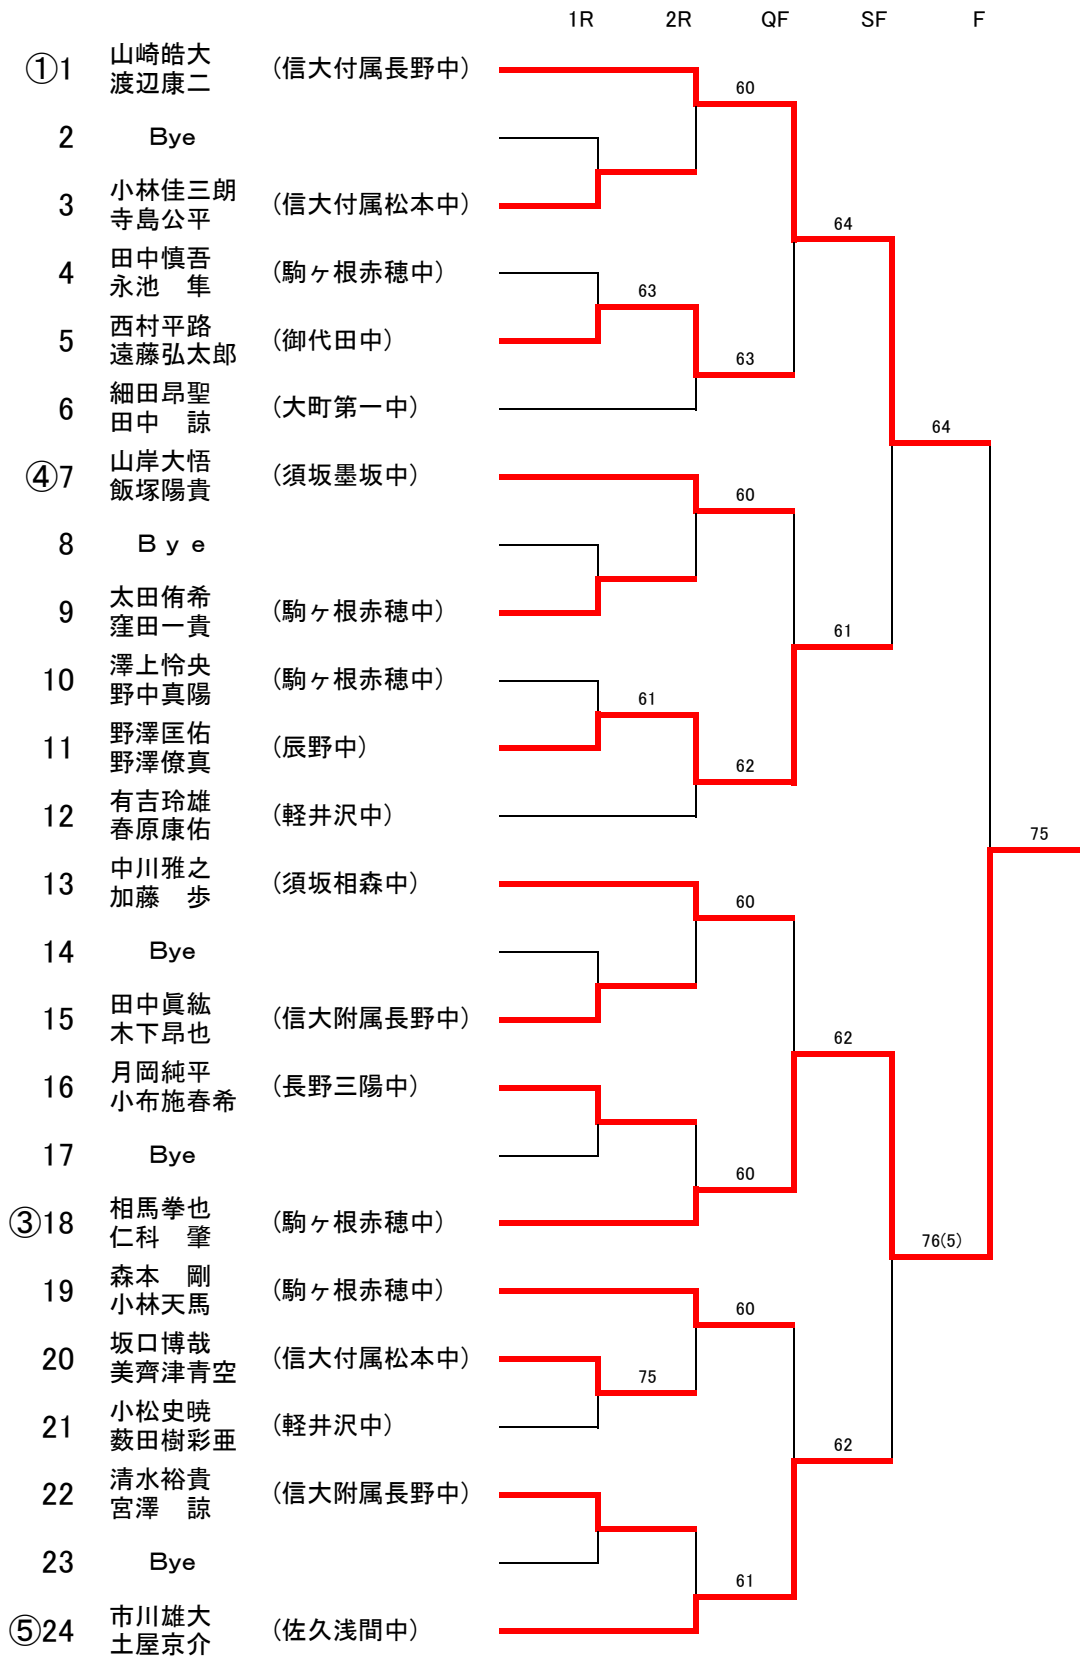 1R 2R QF SF F
①1 山崎皓大 渡辺康二 (信大付属長野中)
60
2 Bye
3 小林佳三朗 寺島公平 (信大付属松本中)
64
4 田中慎吾 永池 隼 (駒ヶ根赤穂中)
63
5 西村平路 遠藤弘太郎 (御代田中)
63
6 細田昂聖 田中 諒 (大町第一中)
64
④7 山岸大悟 飯塚陽貴 (須坂墨坂中)
60
8 Bye
9 太田侑希 窪田一貴 (駒ヶ根赤穂中)
61
10 澤上怜央 野中真陽 (駒ヶ根赤穂中)
61
11 野澤匡佑 野澤僚真 (辰野中)
62
12 有吉玲雄 春原康佑 (軽井沢中)
75
13 中川雅之 加藤 歩 (須坂相森中)
60
14 Bye
15 田中眞紘 木下昂也 (信大附属長野中)
62
16 月岡純平 小布施春希 (長野三陽中)
17 Bye
60
③18 相馬拳也 仁科 肇 (駒ヶ根赤穂中)
76(5)
19 森本 剛 小林天馬 (駒ヶ根赤穂中)
60
20 坂口博哉 美齊津青空 (信大付属松本中)
75
21 小松史暁 薮田樹彩亜 (軽井沢中)
62
22 清水裕貴 宮澤 諒 (信大附属長野中)
23 Bye
61
⑤24 市川雄大 土屋京介 (佐久浅間中)